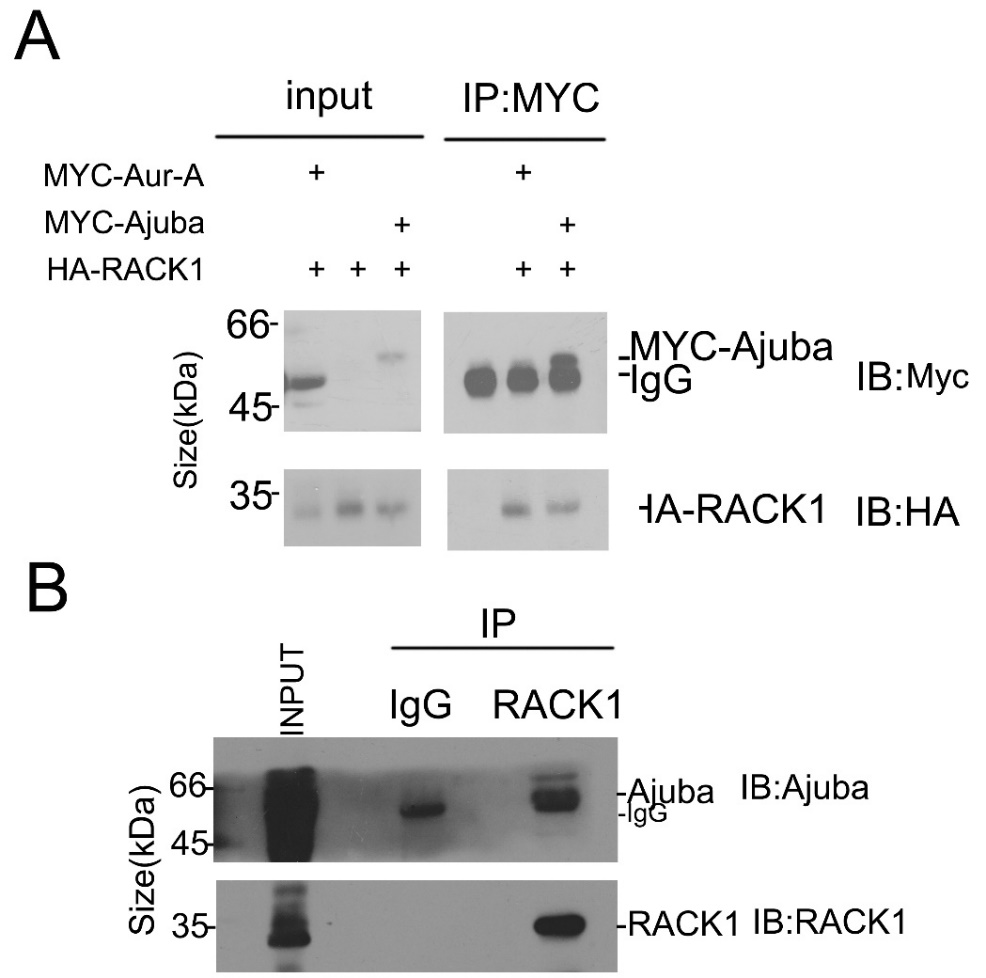 A
input IP:MYC
MYC-Aur-A + +
MYC-Ajuba + +
HA-RACK1 + + + + +
Size(kDa)
66-
45-
MYC-Ajuba
IgG
IB:Myc
35-
HA-RACK1 IB:HA
B
IP
INPUT IgG RACK1
Size(kDa)
66-
45-
-Ajuba IB:Ajuba
-IgG
35-
-RACK1 IB:RACK1